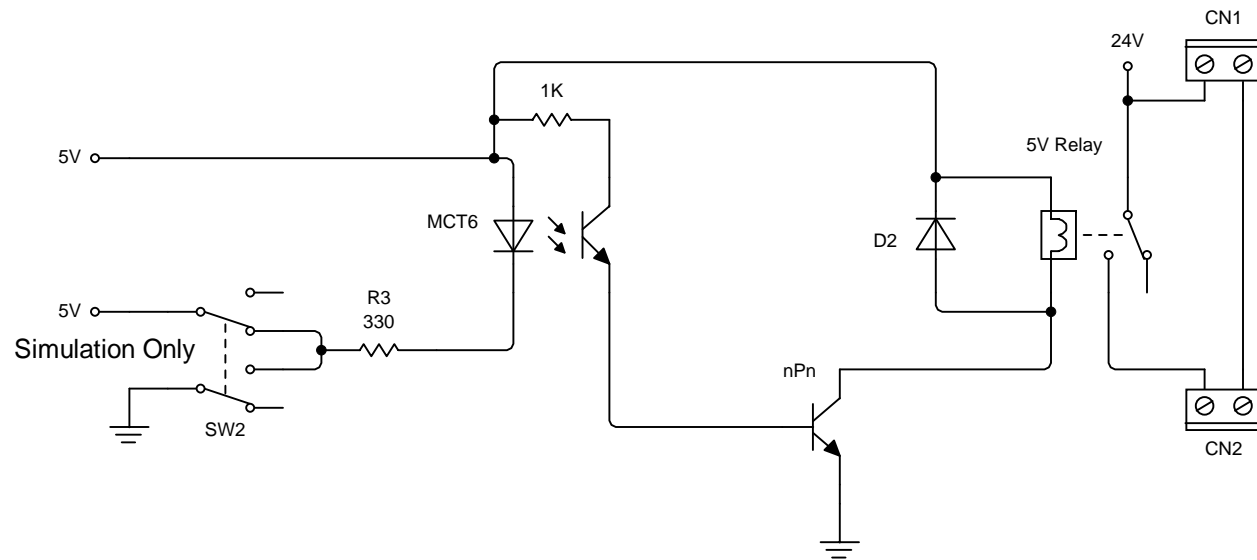 CN1
24V
1K
5V Relay
5V
MCT6
D2
R3
330
5V
Simulation Only
nPn
SW2
CN2